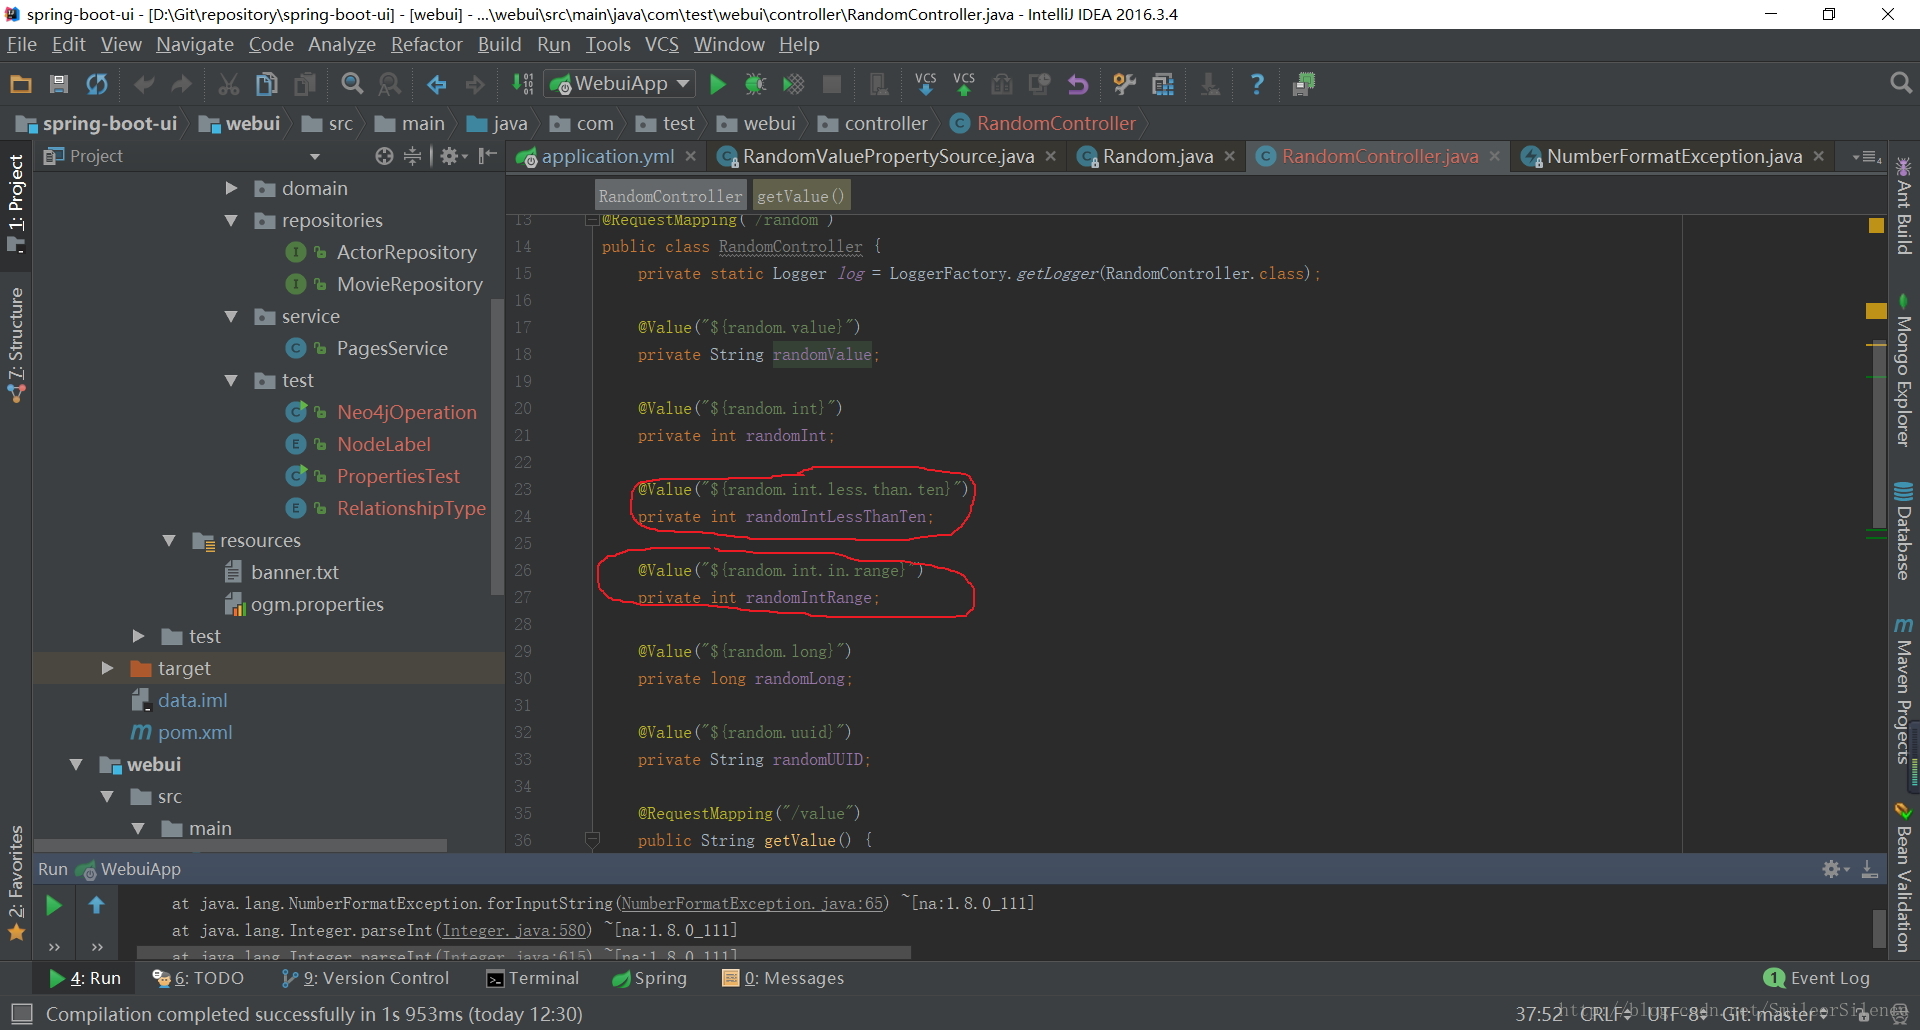 spring-boot-ui - [D:\Git\repository\spring-boot-ui] - [webui] - ...\webui\src\main\java\com\test\webui\controller\RandomController.java - IntelliJ IDEA 2016.3.4
File Edit View Navigate Code Analyze Refactor Build Run Tools VCS Window Help
WebuiApp VCS VCS
spring-boot-ui webui src main java com test webui controller RandomController
Project
application.yml RandomValuePropertySource.java Random.java RandomController.java NumberFormatException.java
RandomController getValue()
1: Project
7: Structure
2: Favorites
domain
repositories
ActorRepository
MovieRepository
service
PagesService
test
Neo4jOperation
NodeLabel
PropertiesTest
RelationshipType
resources
banner.txt
ogm.properties
test
target
data.iml
pom.xml
webui
src
main
13 @RequestMapping("/random")
14 public class RandomController {
15 private static Logger log = LoggerFactory.getLogger(RandomController.class);
16
17 @Value("${random.value}")
18 private String randomValue;
19
20 @Value("${random.int}")
21 private int randomInt;
22
23 @Value("${random.int.less.than.ten}")
24 private int randomIntLessThanTen;
25
26 @Value("${random.int.in.range}")
27 private int randomIntRange;
28
29 @Value("${random.long}")
30 private long randomLong;
31
32 @Value("${random.uuid}")
33 private String randomUUID;
34
35 @RequestMapping("/value")
36 public String getValue() {
Ant Build
Mongo Explorer
Database
Maven Projects
Bean Validation
Run WebuiApp
at java.lang.NumberFormatException.forInputString(NumberFormatException.java:65) ~[na:1.8.0_111]
at java.lang.Integer.parseInt(Integer.java:580) ~[na:1.8.0_111]
at java.lang.Integer.parseInt(Integer.java:615) ~[na:1.8.0_111]
4: Run 6: TODO 9: Version Control Terminal Spring 0: Messages 1 Event Log
Compilation completed successfully in 1s 953ms (today 12:30) 37:52 CRLF UTF-8 Git: master
http://blog.csdn.net/SmileorSilence